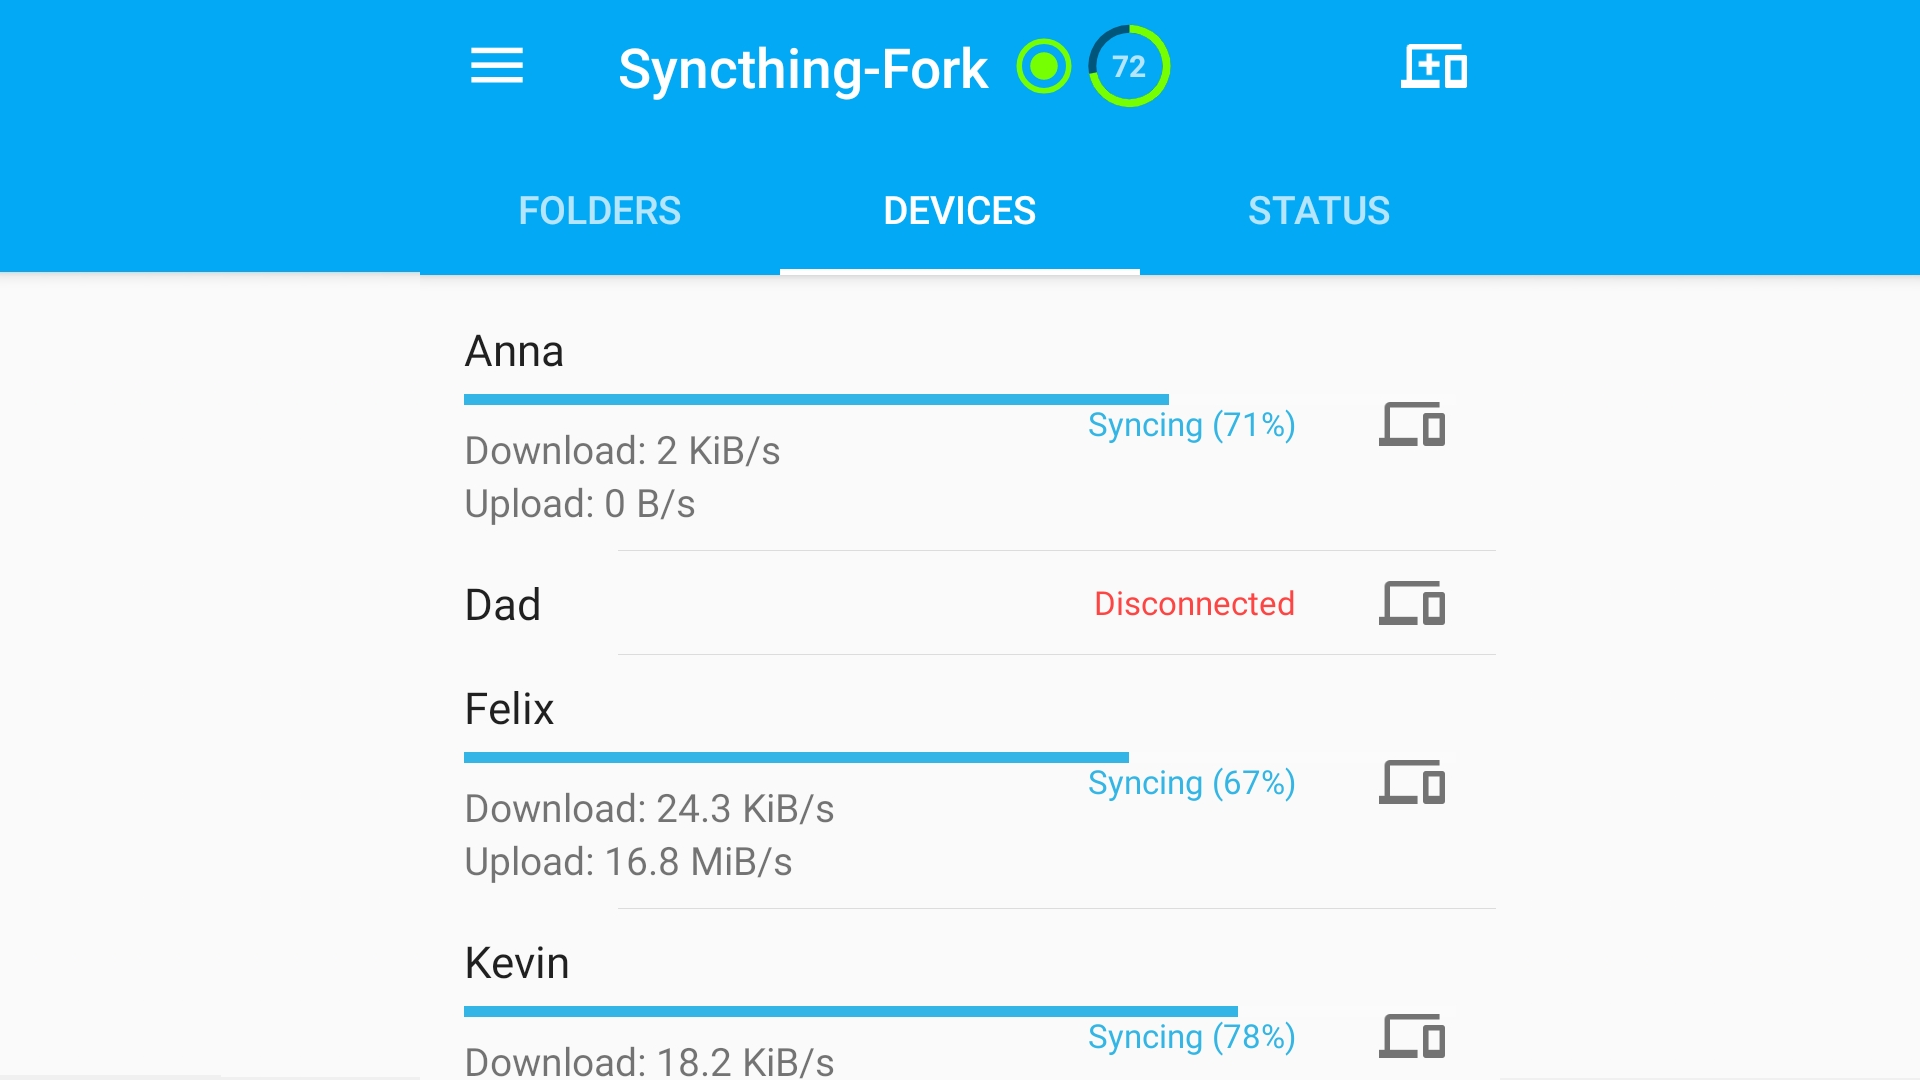 Syncthing-Fork 72
FOLDERS DEVICES STATUS
Anna
Syncing (71%)
Download: 2 KiB/s
Upload: 0 B/s
Dad Disconnected
Felix
Syncing (67%)
Download: 24.3 KiB/s
Upload: 16.8 MiB/s
Kevin
Syncing (78%)
Download: 18.2 KiB/s